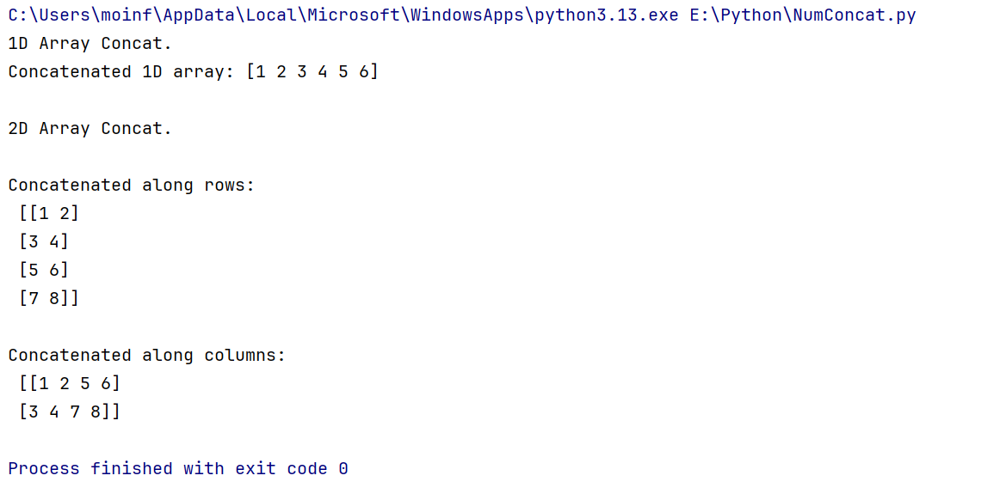 C:\Users\moinf\AppData\Local\Microsoft\WindowsApps\python3.13.exe E:\Python\NumConcat.py
1D Array Concat.
Concatenated 1D array: [1 2 3 4 5 6]
2D Array Concat.
Concatenated along rows:
[[1 2]
[3 4]
[5 6]
[7 8]]
Concatenated along columns:
[[1 2 5 6]
[3 4 7 8]]
Process finished with exit code 0